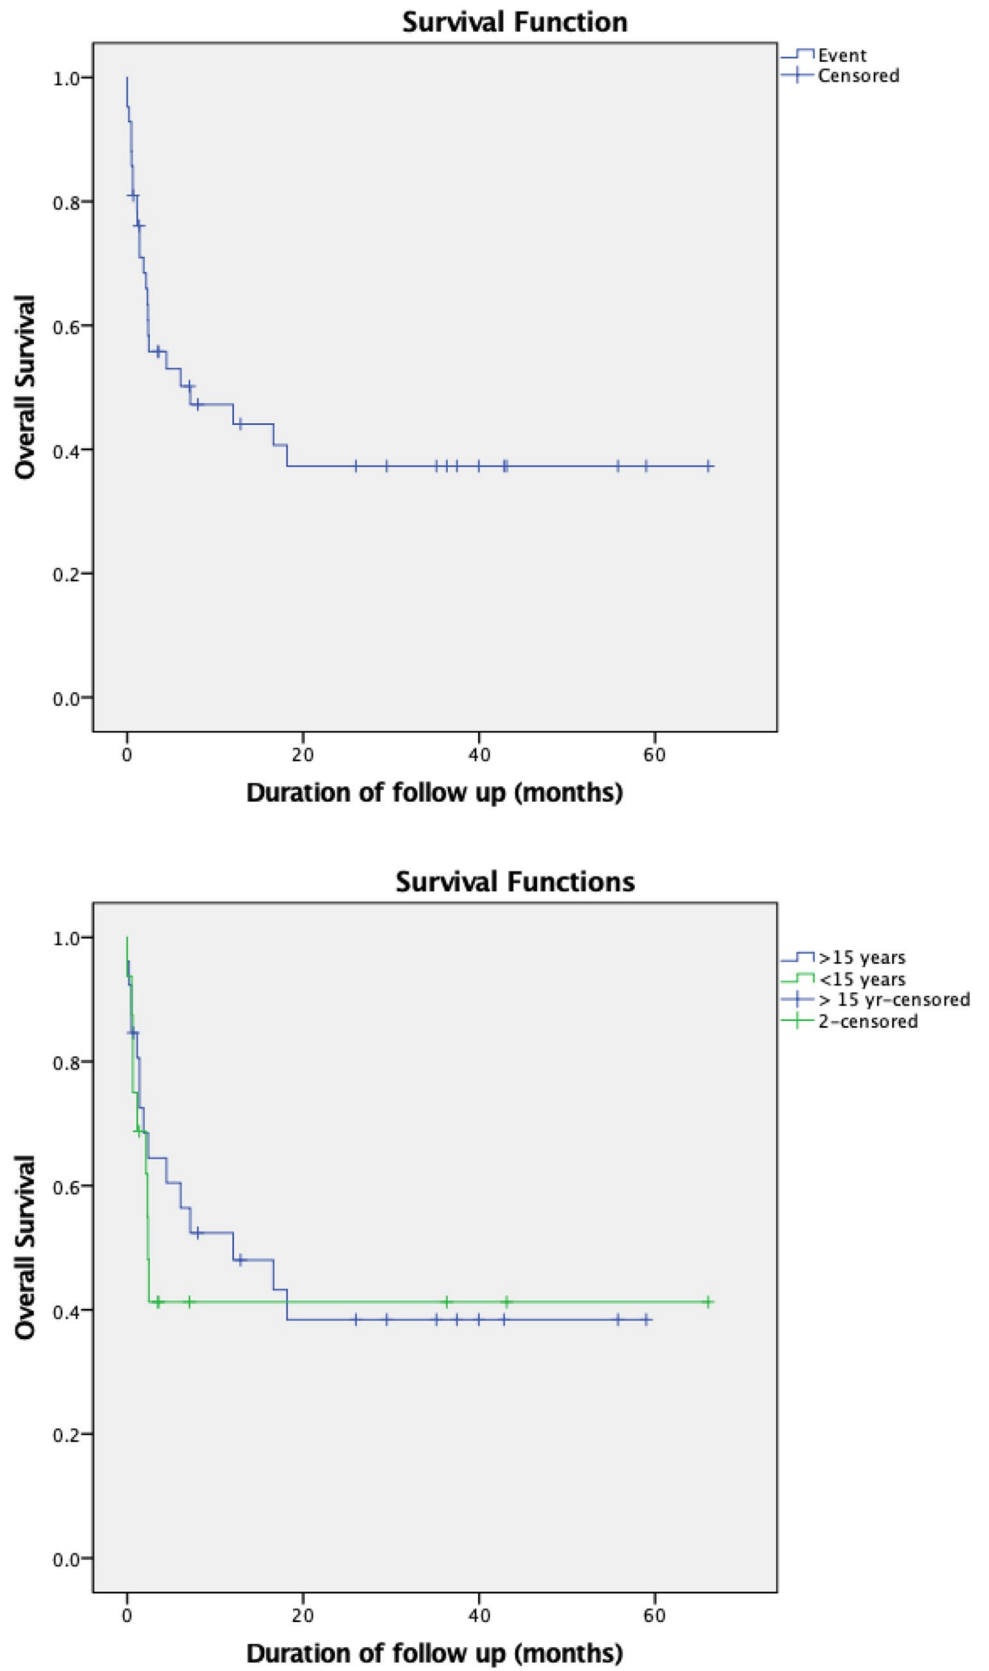 Survival Function
Event
Censored
1.0
0.8
0.6
0.4
0.2
0.0
Overall Survival
0 20 40 60
Duration of follow up (months)
Survival Functions
>15 years
<15 years
> 15 yr-censored
2-censored
1.0
0.8
0.6
0.4
0.2
0.0
Overall Survival
0 20 40 60
Duration of follow up (months)